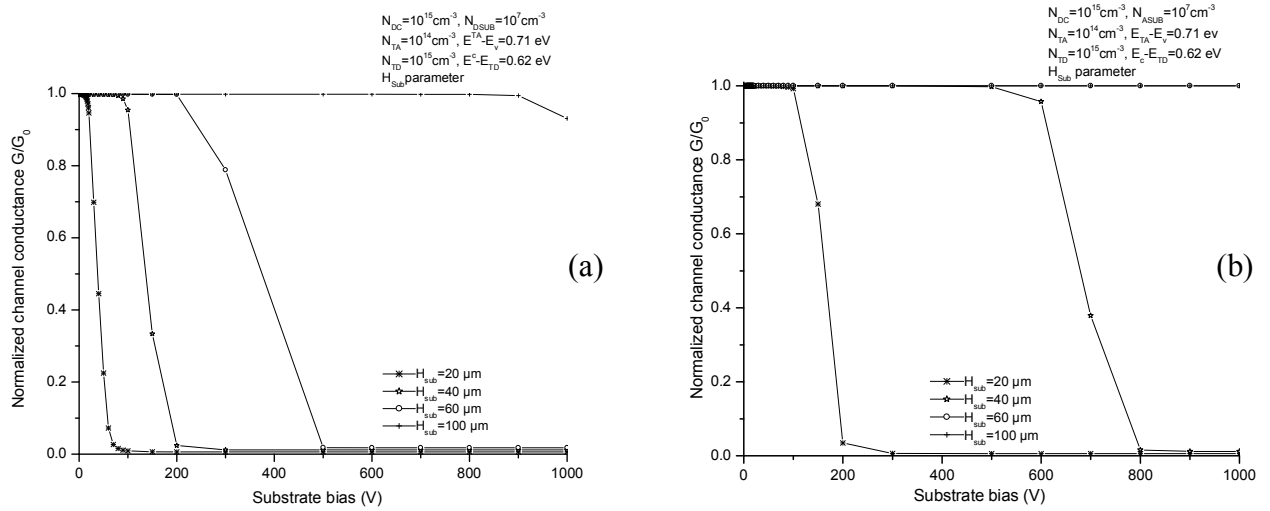 N_DC=10^15cm^-3, N_DSUB=10^7cm^-3
N_TA=10^14cm^-3, E^TA-E_v=0.71 eV
N_TD=10^15cm^-3, E^c-E_TD=0.62 eV
H_Sub parameter
1.0
0.8
0.6
0.4
0.2
0.0
Normalized channel conductance G/G_0
H_sub=20 µm
H_sub=40 µm
H_sub=60 µm
H_sub=100 µm
0 200 400 600 800 1000
Substrate bias (V)
(a)
N_DC=10^15cm^-3, N_ASUB=10^7cm^-3
N_TA=10^14cm^-3, E_TA-E_v=0.71 ev
N_TD=10^15cm^-3, E_c-E_TD=0.62 eV
H_Sub parameter
1.0
0.8
0.6
0.4
0.2
0.0
Normalized channel conductance G/G_0
H_sub=20 µm
H_sub=40 µm
H_sub=60 µm
H_sub=100 µm
0 200 400 600 800 1000
Substrate bias (V)
(b)